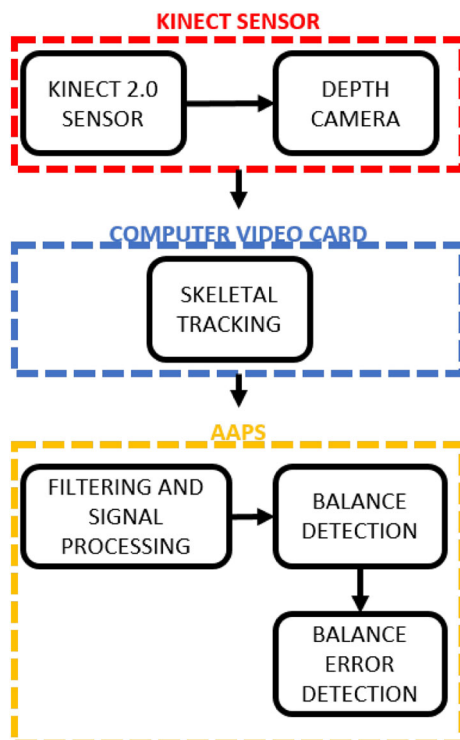 KINECT SENSOR
KINECT 2.0
SENSOR
DEPTH
CAMERA
COMPUTER VIDEO CARD
SKELETAL
TRACKING
AAPS
FILTERING AND
SIGNAL
PROCESSING
BALANCE
DETECTION
BALANCE
ERROR
DETECTION